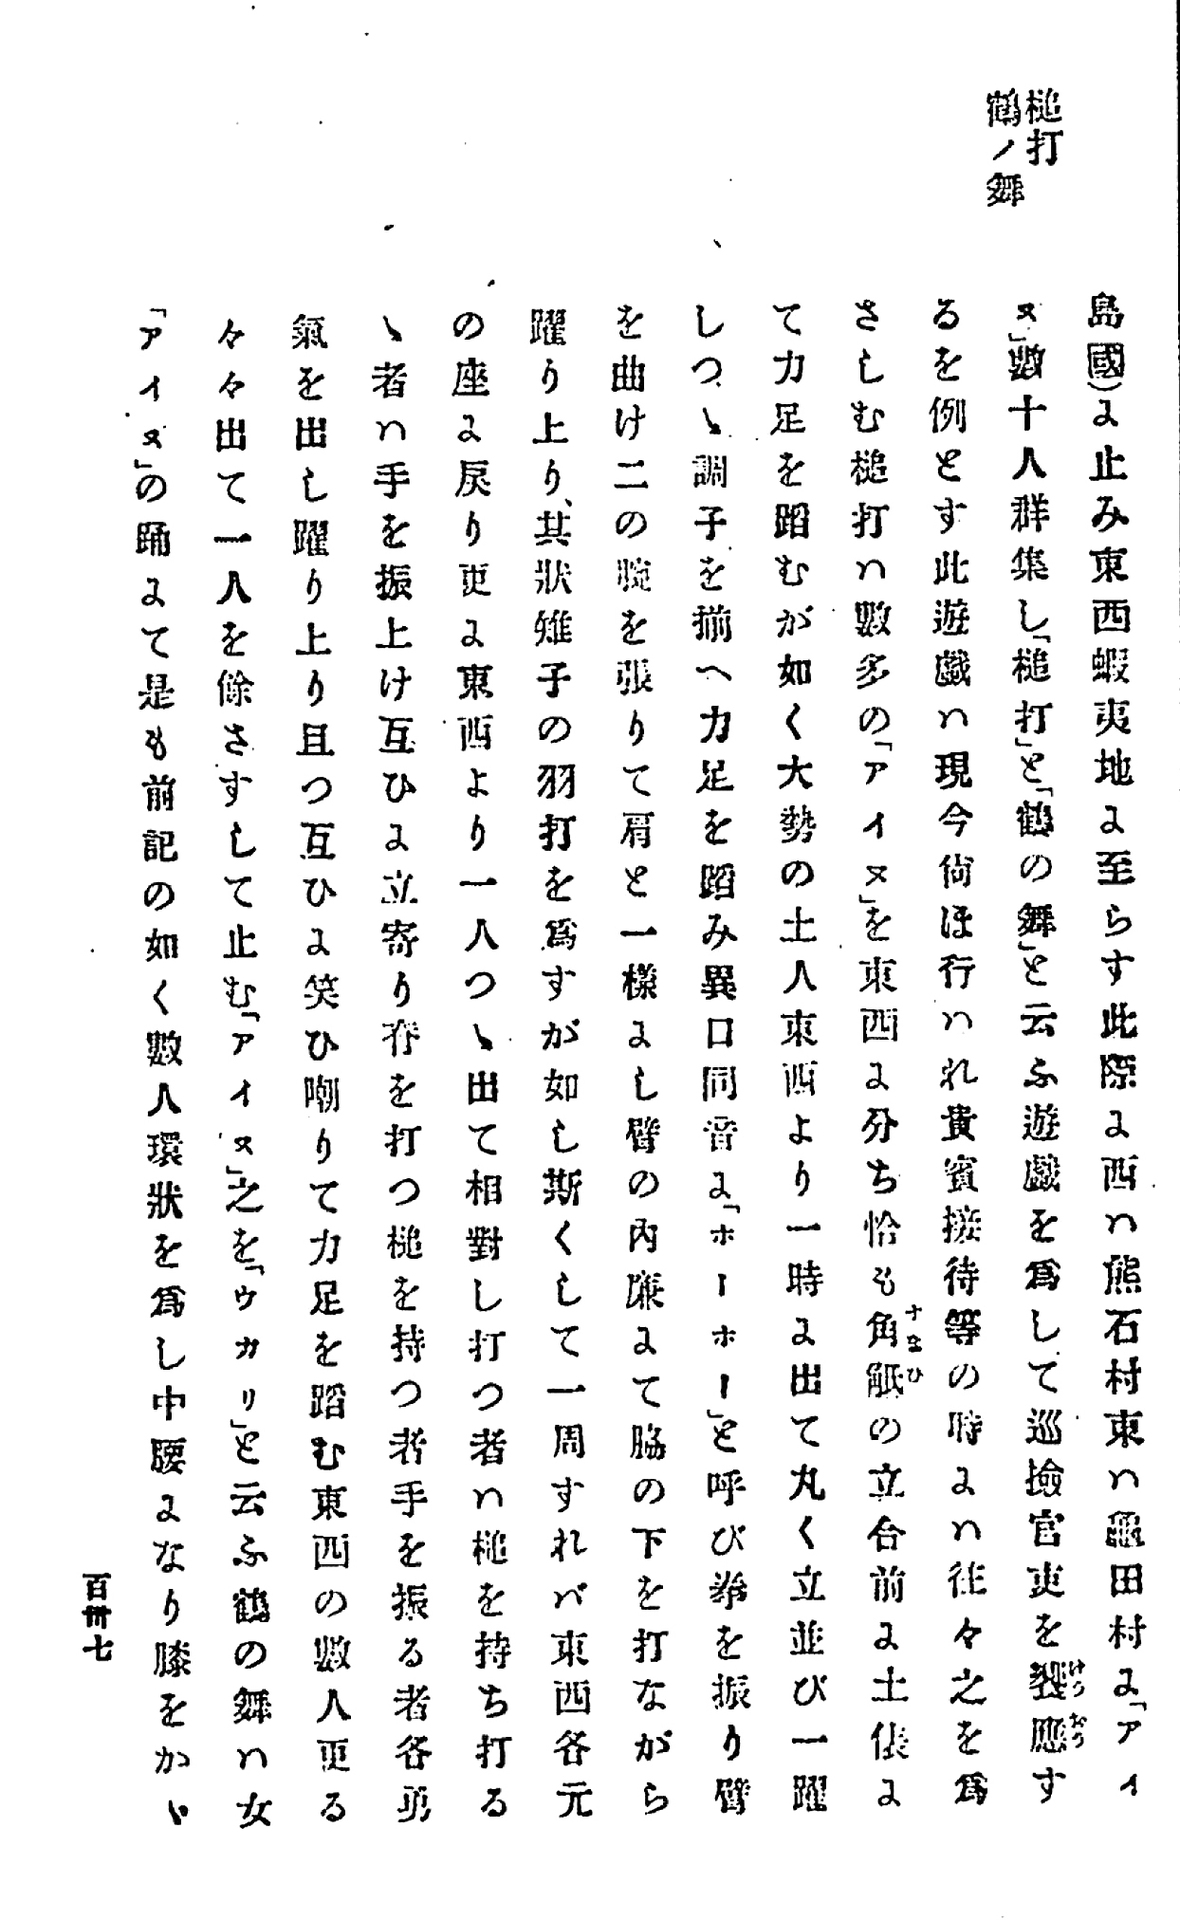 槌打
鶴ノ舞
島國)に止み東西蝦夷地に至らす此際に西ハ熊石村東ハ龜田村に「アイ
ヌ」數十人群集し「槌打」と「鶴の舞」と云ふ遊戯を爲して巡撿官吏を饗應す
けうおう
るを例とす此遊戯ハ現今尙ほ行ハれ貴賓接待等の時にハ徃々之を爲
さしむ槌打ハ數多の「アイヌ」を東西に分ち恰も角觝の立合前に土俵に
すまひ
て力足を蹈むが如く大勢の土人東西より一時に出て丸く立並び一躍
しつゝ調子を揃へ力足を蹈み異口同音に「ホーホー」と呼び拳を振り臂
を曲け二の腕を張りて肩と一樣にし臂の内廉にて脇の下を打ながら
躍り上り、其狀雉子の羽打を爲すが如し斯くして一周すれバ東西各元
の座に戾り更に東西より一人つゝ出て相對し打つ者ハ槌を持ち打る
ゝ者ハ手を振上け互ひに立寄り脊を打つ槌を持つ者手を振る者各勇
氣を出し躍り上り且つ互ひに笑ひ嘲りて力足を蹈む東西の數人更る
々々出て一人を餘さすして止む「アイヌ」之を「ウカリ」と云ふ鶴の舞ハ女
「アイヌ」の踊にて是も前記の如く數人環狀を爲し中腰になり膝をかゝ
百卅七